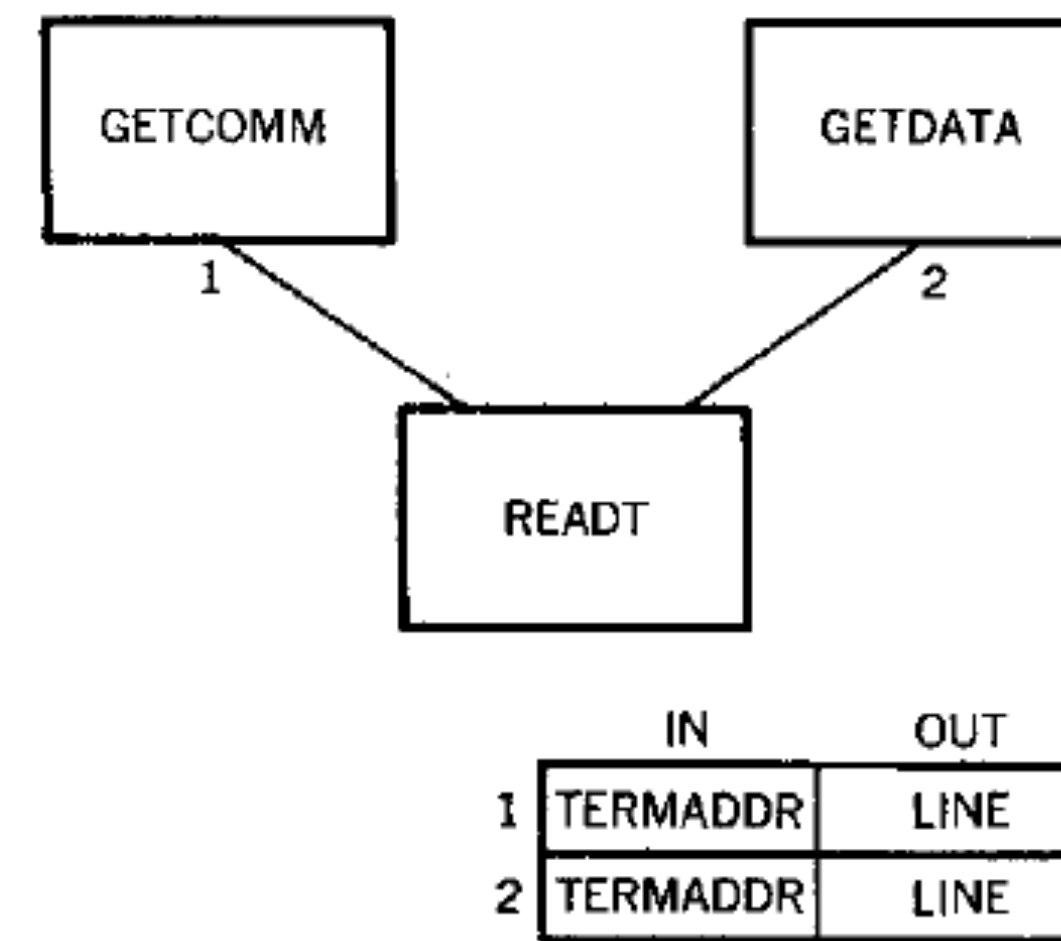 GETCOMM GETDATA
1 2
READT
IN OUT
1 TERMADDR LINE
2 TERMADDR LINE